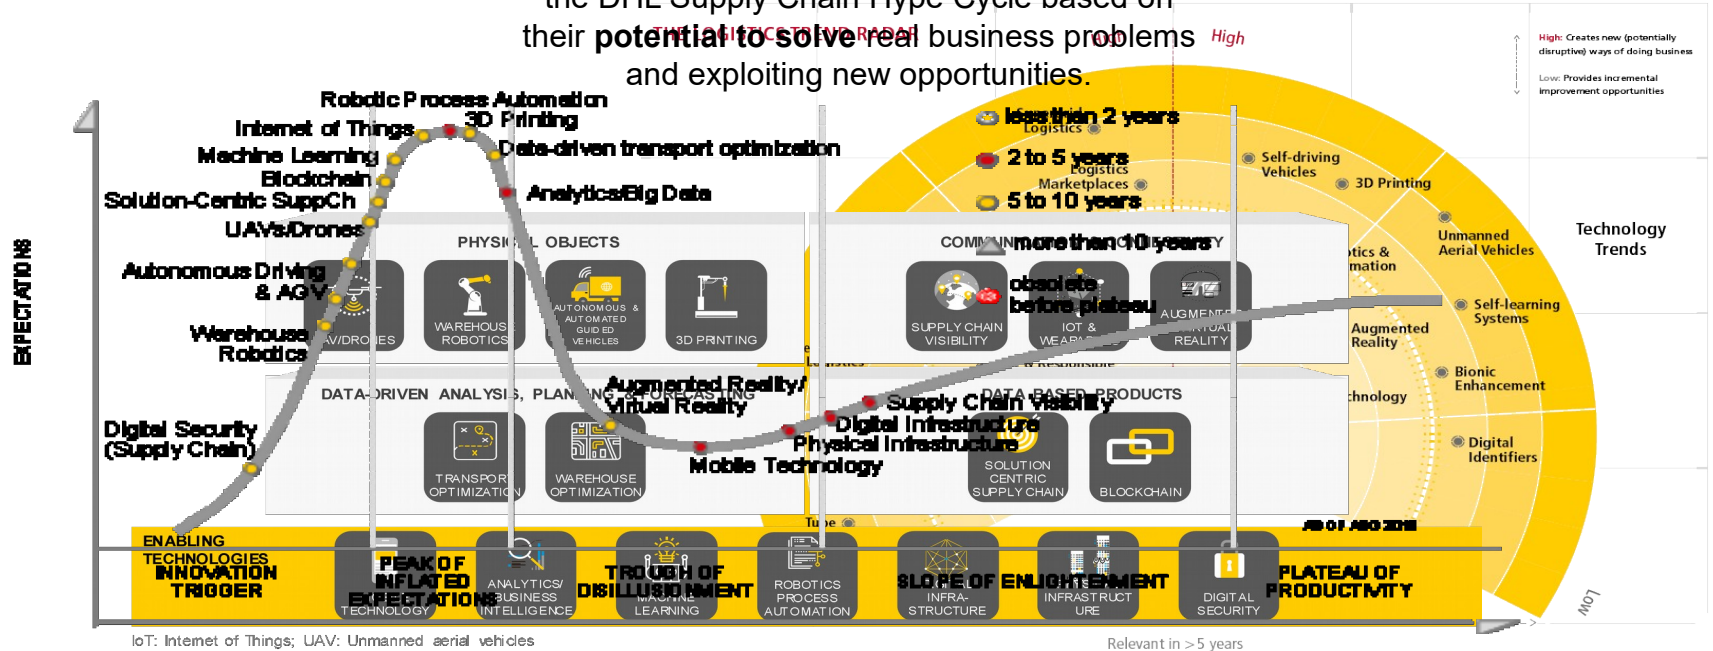 the DHL Supply Chain Hype Cycle based on
their potential to solve real business problems
and exploiting new opportunities.
THE LOGISTICS TREND RADAR
High
High: Creates new (potentially
disruptive) ways of doing business
Low: Provides incremental
improvement opportunities
Robotic Process Automation
3D Printing
Internet of Things
Data-driven transport optimization
Machine Learning
Blockchain
Analytics/Big Data
Solution-Centric SuppCh
UAVs/Drones
Autonomous Driving
& AGV
Warehouse
Robotics
Digital Security
(Supply Chain)
Augmented Reality/
Virtual Reality
Mobile Technology
Physical Infrastructure
Digital Infrastructure
Supply Chain Visibility
less than 2 years
2 to 5 years
5 to 10 years
more than 10 years
obsolete
before plateau
EXPECTATIONS
Logistics
Logistics
Marketplaces
Self-driving
Vehicles
3D Printing
Unmanned
Aerial Vehicles
Technology
Trends
Self-learning
Systems
Augmented
Reality
Bionic
Enhancement
Digital
Identifiers
Tube
PHYSICAL OBJECTS
WAREHOUSE
ROBOTICS
AUTONOMOUS &
AUTOMATED
GUIDED
VEHICLES
3D PRINTING
SUPPLY CHAIN
VISIBILITY
IOT &
REALITY
DATA-DRIVEN ANALYSIS, PLANNING & FORECASTING
TRANSPORT
OPTIMIZATION
WAREHOUSE
OPTIMIZATION
DATA-BASED PRODUCTS
SOLUTION
CENTRIC
SUPPLY CHAIN
BLOCKCHAIN
AS OF AUG 2018
ENABLING
TECHNOLOGIES
INNOVATION
TRIGGER
PEAK OF
INFLATED
EXPECTATIONS
TECHNOLOGY
ANALYTICS/
BUSINESS
INTELLIGENCE
TROUGH OF
DISILLUSIONMENT
MACHINE
LEARNING
ROBOTICS
PROCESS
AUTOMATION
SLOPE OF ENLIGHTENMENT
INFRA-
STRUCTURE
INFRASTRUCT
URE
DIGITAL
SECURITY
PLATEAU OF
PRODUCTIVITY
Low
IoT: Internet of Things; UAV: Unmanned aerial vehicles
Relevant in >5 years